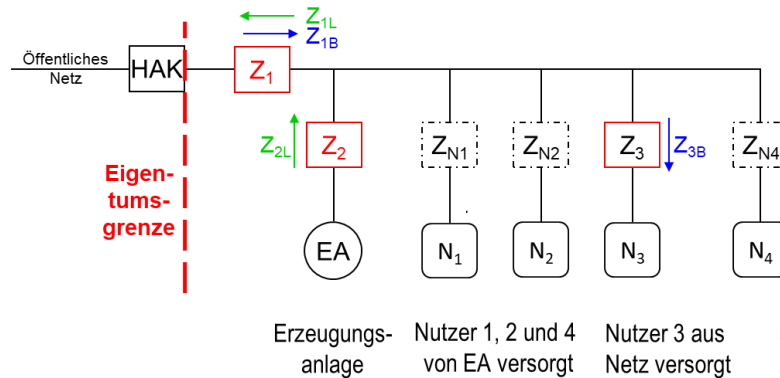 Z1L
Z1B
Öffentliches
Netz
HAK
Z1
Z2L
Z2
ZN1
ZN2
Z3
Z3B
ZN4
Eigen-
tums-
grenze
EA
N1
N2
N3
N4
Erzeugungs-
anlage
Nutzer 1, 2 und 4
von EA versorgt
Nutzer 3 aus
Netz versorgt